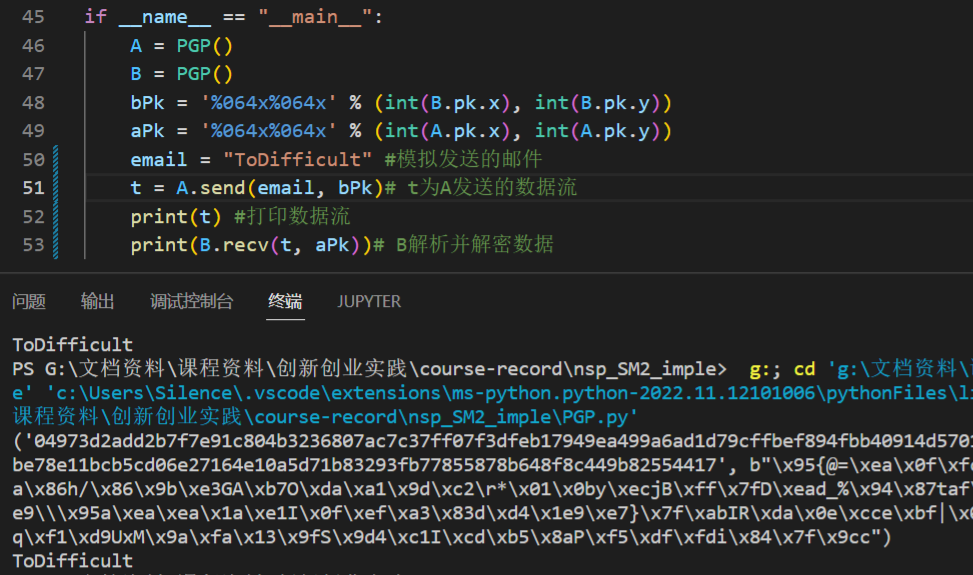 45 if __name__ == "__main__":
46 A = PGP()
47 B = PGP()
48 bPk = '%064x%064x' % (int(B.pk.x), int(B.pk.y))
49 aPk = '%064x%064x' % (int(A.pk.x), int(A.pk.y))
50 email = "ToDifficult" #模拟发送的邮件
51 t = A.send(email, bPk)# t为A发送的数据流
52 print(t) #打印数据流
53 print(B.recv(t, aPk))# B解析并解密数据
问题 输出 调试控制台 终端 JUPYTER
ToDifficult
PS G:\文档资料\课程资料\创新创业实践\course-record\nsp_SM2_imple> g:; cd 'g:\文档资料\
e' 'c:\Users\Silence\.vscode\extensions\ms-python.python-2022.11.12101006\pythonFiles\li
课程资料\创新创业实践\course-record\nsp_SM2_imple\PGP.py'
('04973d2add2b7f7e91c804b3236807ac7c37ff07f3dfeb17949ea499a6ad1d79cffbef894fbb40914d5701
be78e11bcb5cd06e27164e10a5d71b83293fb77855878b648f8c449b82554417', b"\x95{@=\xea\x0f\xf
a\x86h/\x86\x9b\xe3GA\xb7O\xda\xa1\x9d\xc2\r*\x01\x0by\xecjB\xff\x7fD\xead_%\x94\x87taf\
e9\\\x95a\xea\xea\x1a\xe1I\x0f\xef\xa3\x83d\xd4\x1e9\xe7}\x7f\xabIR\xda\x0e\xcce\xbf|\x
q\xf1\xd9UxM\x9a\xfa\x13\x9fS\x9d4\xc1I\xcd\xb5\x8aP\xf5\xdf\xfdi\x84\x7f\x9cc")
ToDifficult